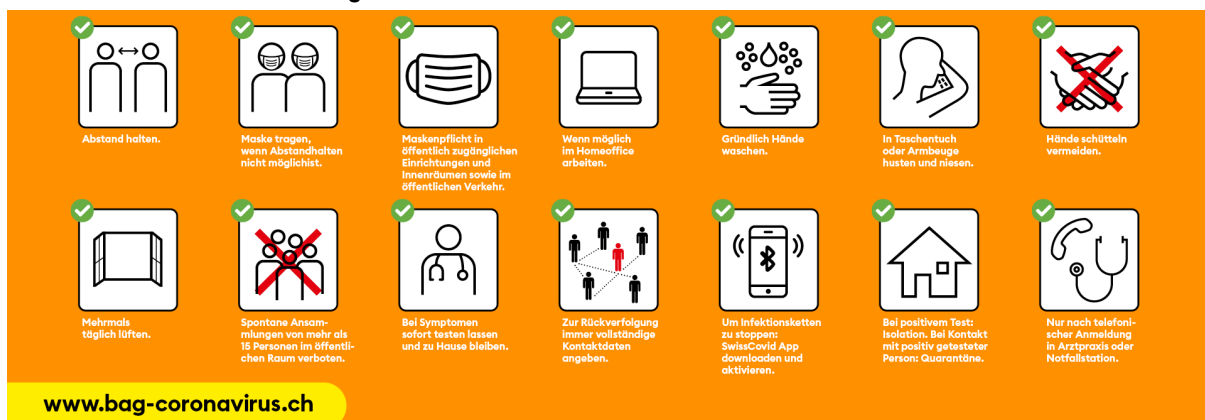 Abstand halten.
Maske tragen,
wenn Abstandhalten
nicht möglichist.
Maskenpflicht in
öffentlich zugänglichen
Einrichtungen und
Innenräumen sowie im
öffentlichen Verkehr.
Wenn möglich
im Homeoffice
arbeiten.
Gründlich Hände
waschen.
In Taschentuch
oder Armbeuge
husten und niesen.
Hände schütteln
vermeiden.
Mehrmals
täglich lüften.
Spontane Ansam-
mlungen von mehr als
15 Personen im öffentli-
chen Raum verboten.
Bei Symptomen
sofort testen lassen
und zu Hause bleiben.
Zur Rückverfolgung
immer vollständige
Kontaktdaten
angeben.
Um Infektionsketten
zu stoppen:
SwissCovid App
downloaden und
aktivieren.
Bei positivem Test:
Isolation. Bei Kontakt
mit positiv getesteter
Person: Quarantäne.
Nur nach telefoni-
scher Anmeldung
in Arztpraxis oder
Notfallstation.
www.bag-coronavirus.ch